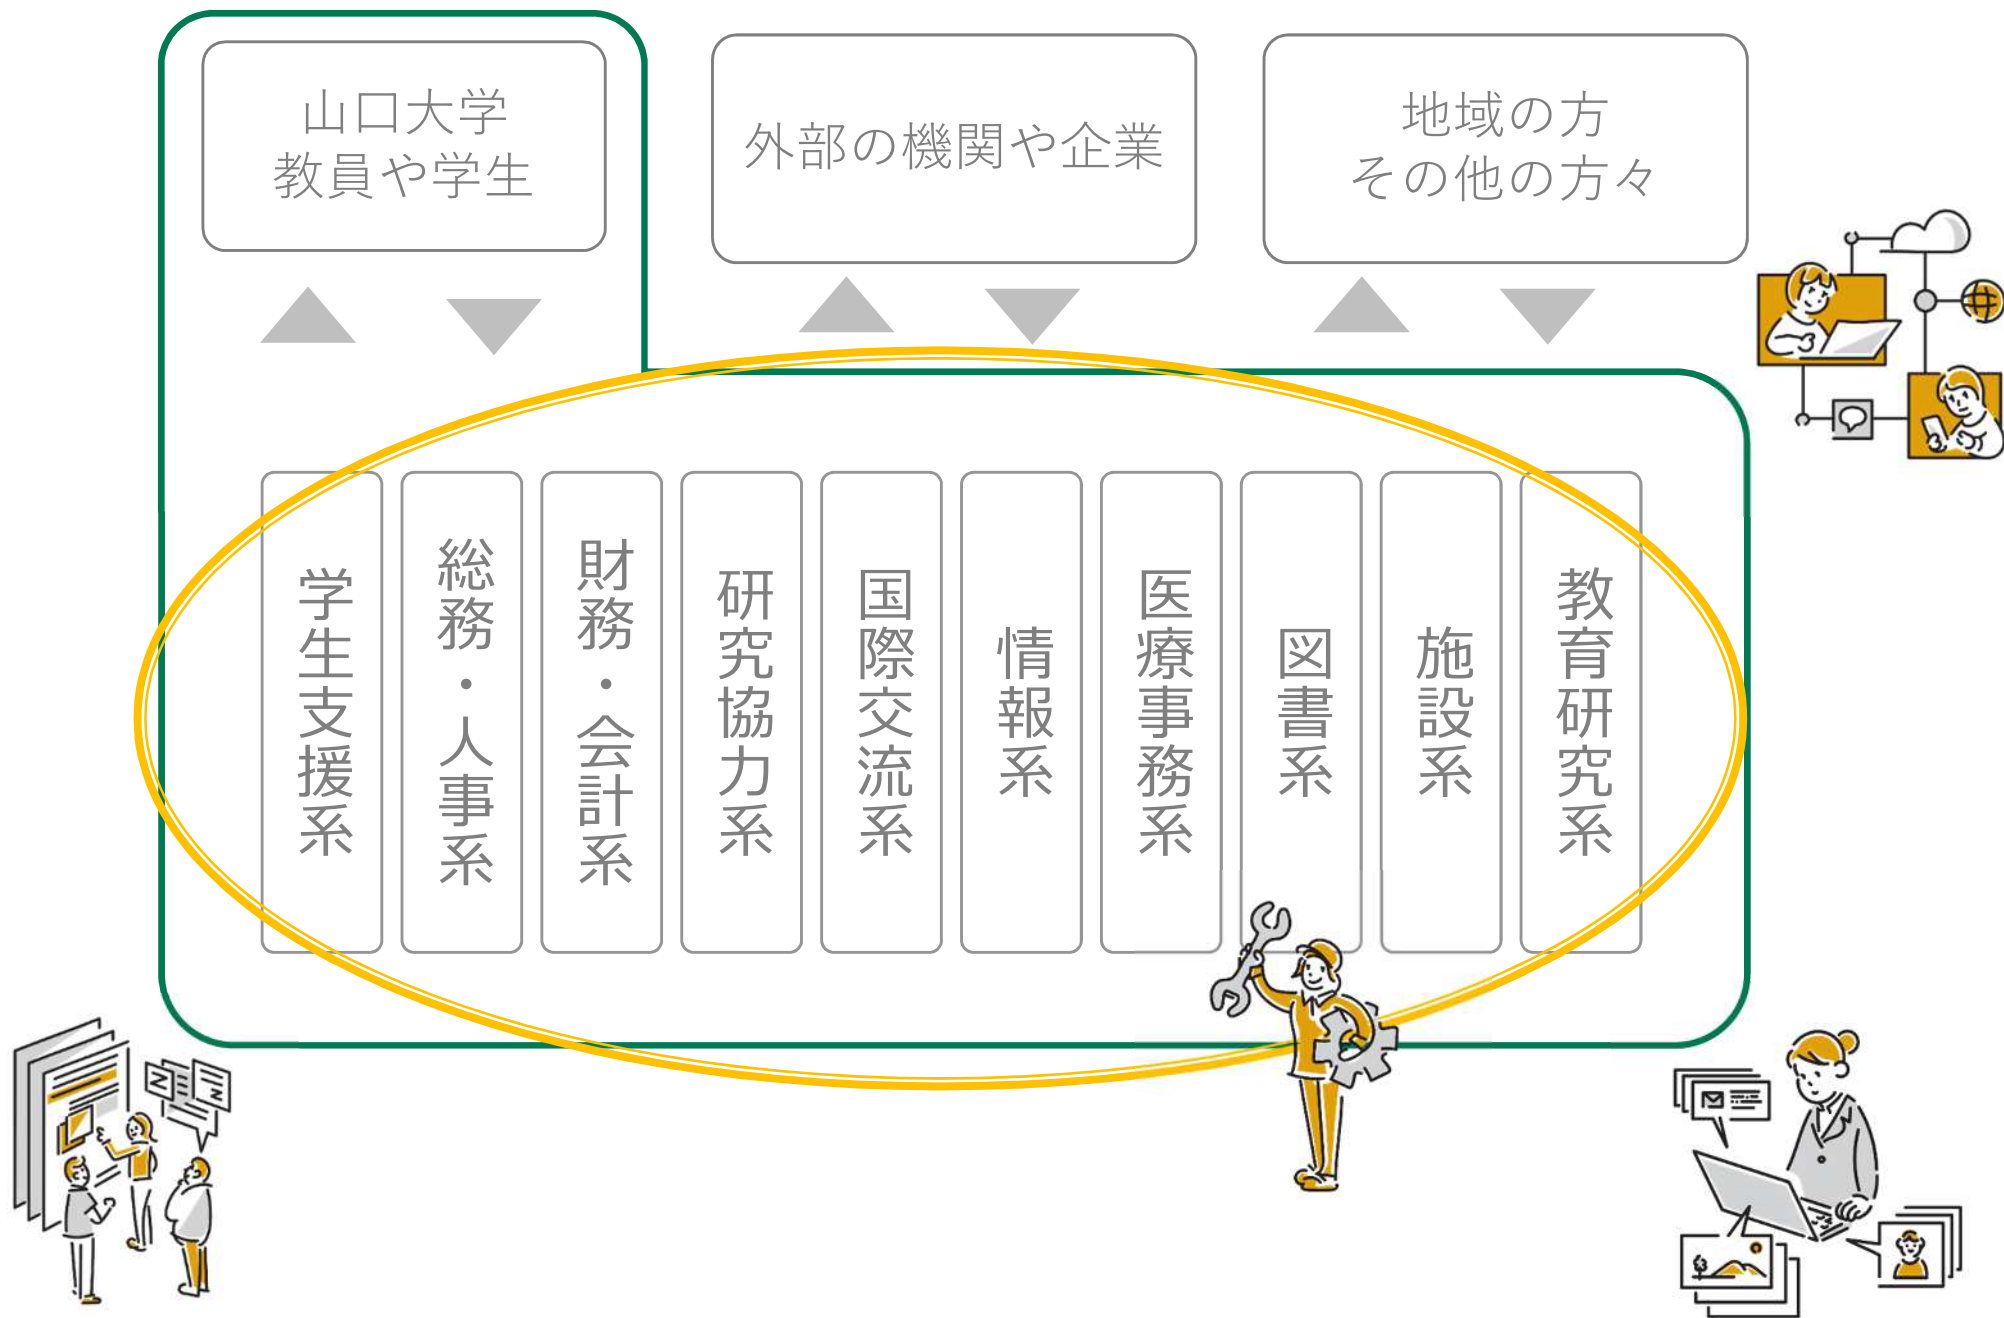 山口大学
教員や学生
外部の機関や企業
地域の方
その他の方々
学生支援系
総務・人事系
財務・会計系
研究協力系
国際交流系
情報系
医療事務系
図書系
施設系
教育研究系